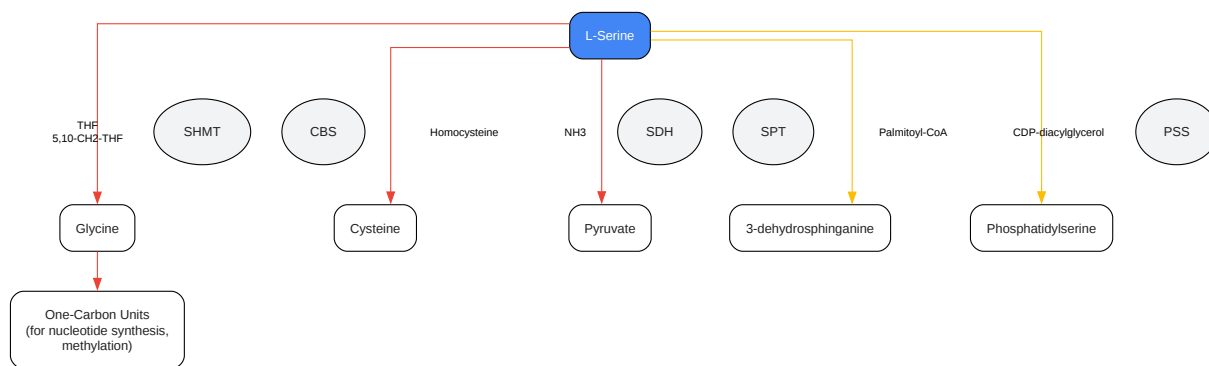 L-Serine
THF
5,10-CH2-THF
SHMT
CBS
Homocysteine
NH3
SDH
SPT
Palmitoyl-CoA
CDP-diacylglycerol
PSS
Glycine
Cysteine
Pyruvate
3-dehydrosphinganine
Phosphatidylserine
One-Carbon Units
(for nucleotide synthesis,
methylation)